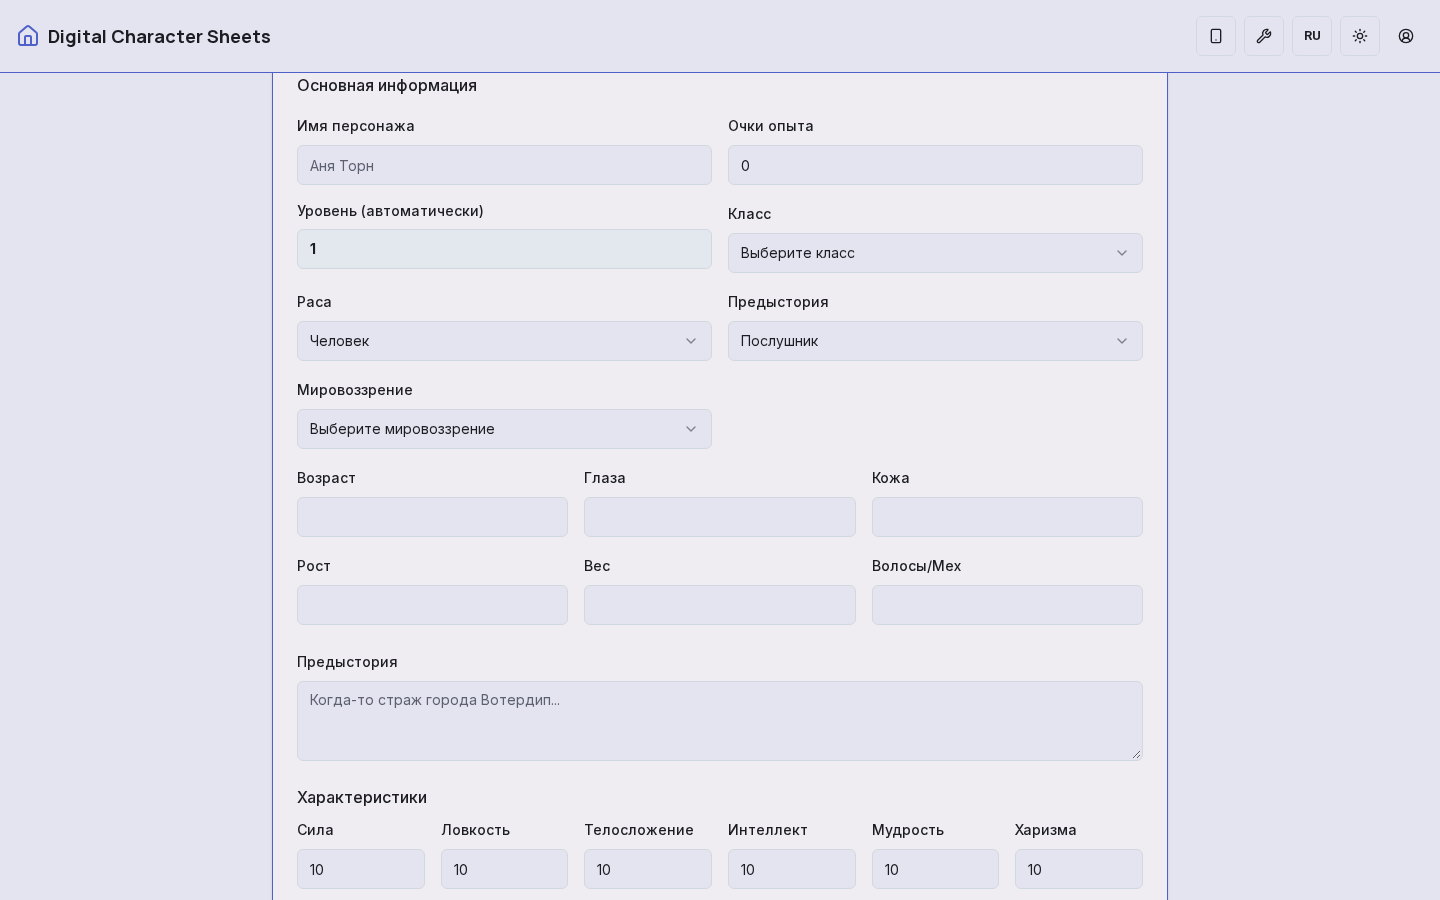 Digital Character Sheets
RU
Основная информация
Имя персонажа
Очки опыта
Аня Торн
0
Уровень (автоматически)
Класс
1
Выберите класс
Раса
Предыстория
Человек
Послушник
Мировоззрение
Выберите мировоззрение
Возраст
Глаза
Кожа
Рост
Вес
Волосы/Мех
Предыстория
Когда-то страж города Вотердип...
Характеристики
Сила
Ловкость
Телосложение
Интеллект
Мудрость
Харизма
10
10
10
10
10
10